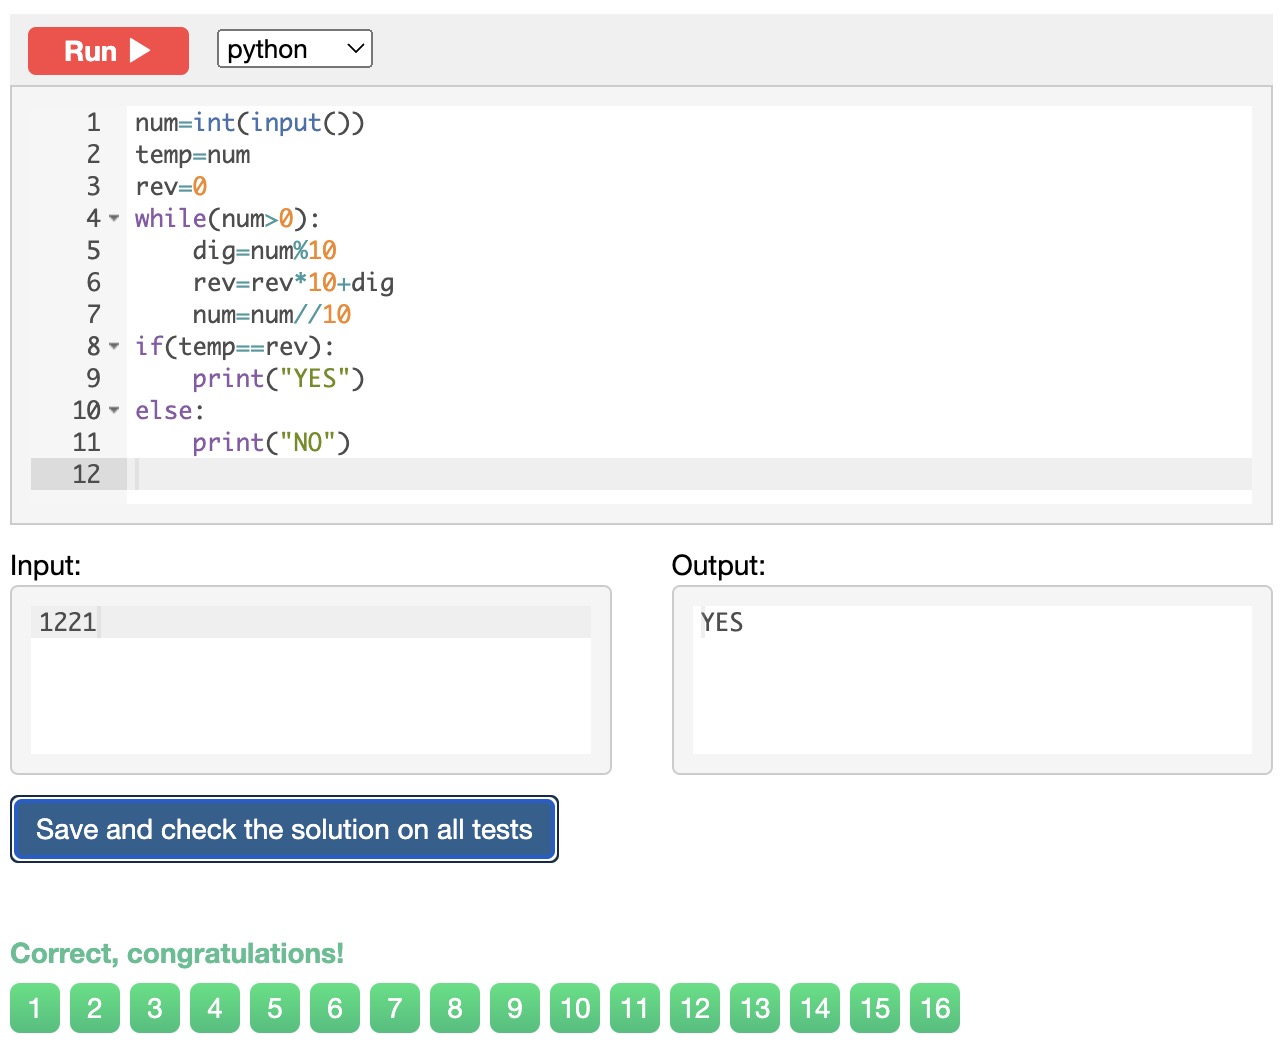 Run
python
1 num=int(input())
2 temp=num
3 rev=0
4 while(num>0):
5     dig=num%10
6     rev=rev*10+dig
7     num=num//10
8 if(temp==rev):
9     print("YES")
10 else:
11     print("NO")
12
Input:
1221
Output:
YES
Save and check the solution on all tests
Correct, congratulations!
1 2 3 4 5 6 7 8 9 10 11 12 13 14 15 16